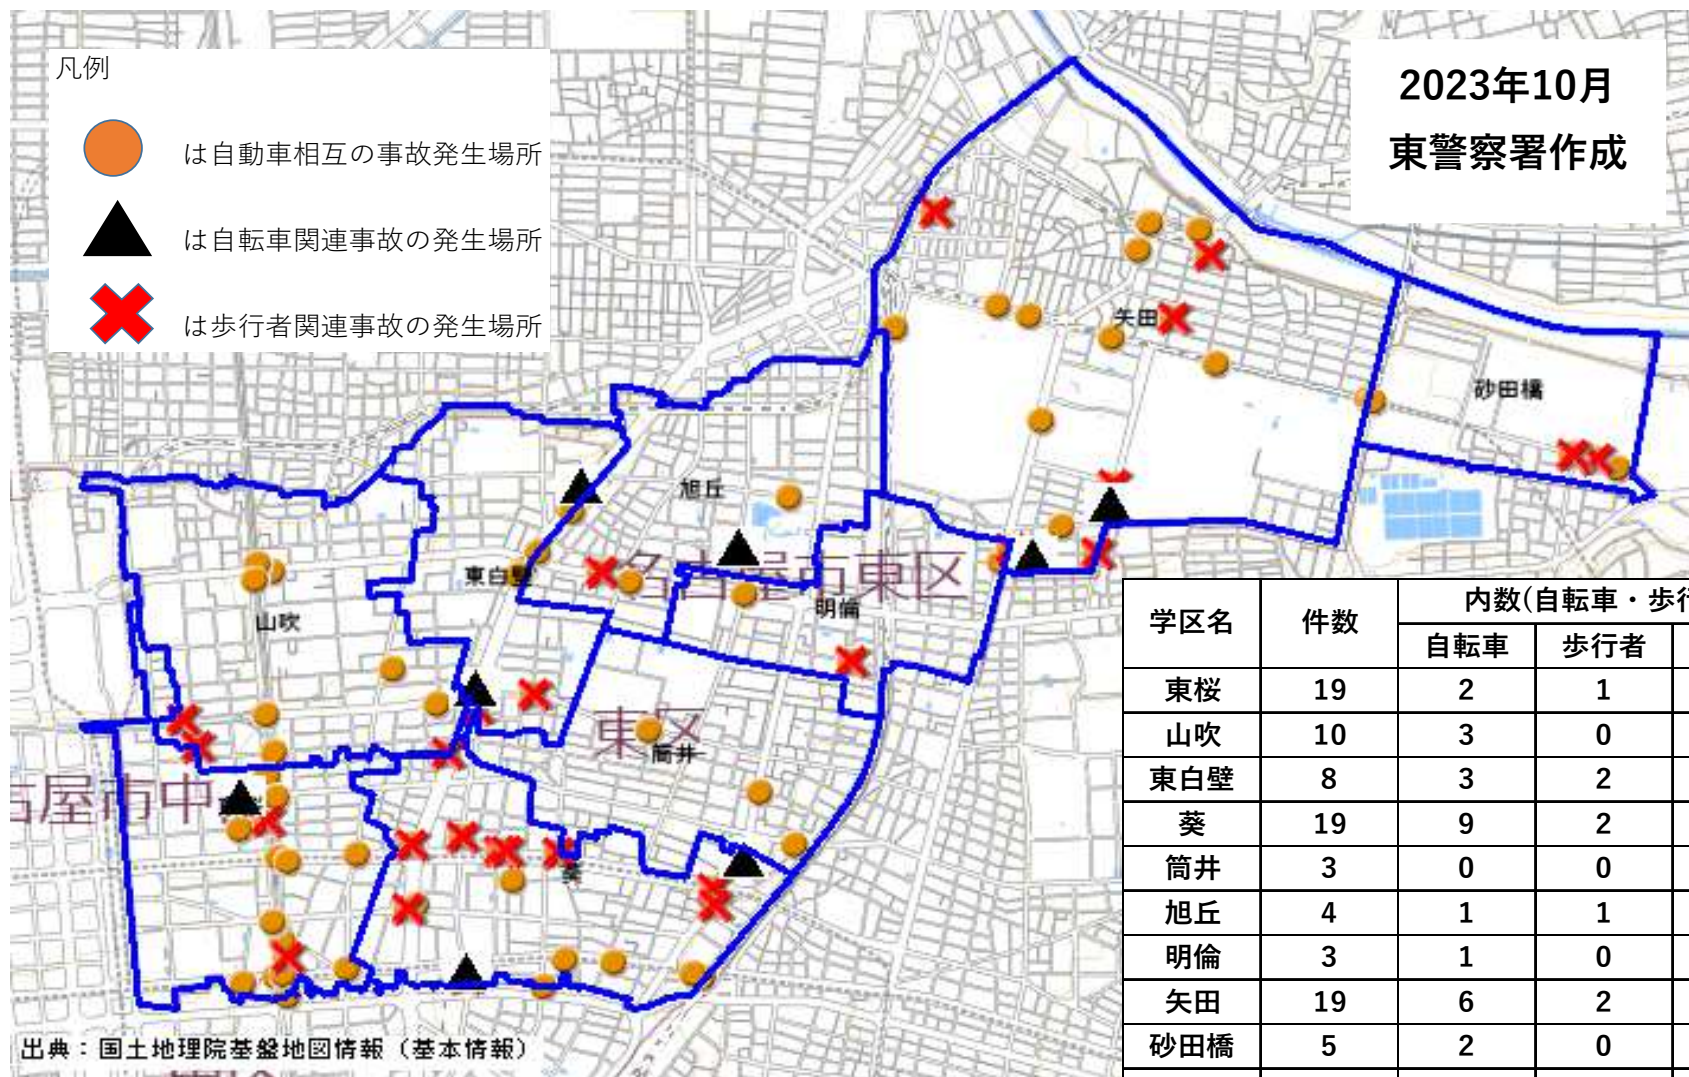 凡例
は自動車相互の事故発生場所
は自転車関連事故の発生場所
は歩行者関連事故の発生場所
2023年10月
東警察署作成
矢田
砂田橋
旭丘
名古屋市東区
東白壁
明倫
山吹
東区
筒井
古屋市中
葵
出典：国土地理院基盤地図情報（基本情報）
学区名 件数 内数(自転車・歩行
自転車 歩行者
東桜 19 2 1
山吹 10 3 0
東白壁 8 3 2
葵 19 9 2
筒井 3 0 0
旭丘 4 1 1
明倫 3 1 0
矢田 19 6 2
砂田橋 5 2 0